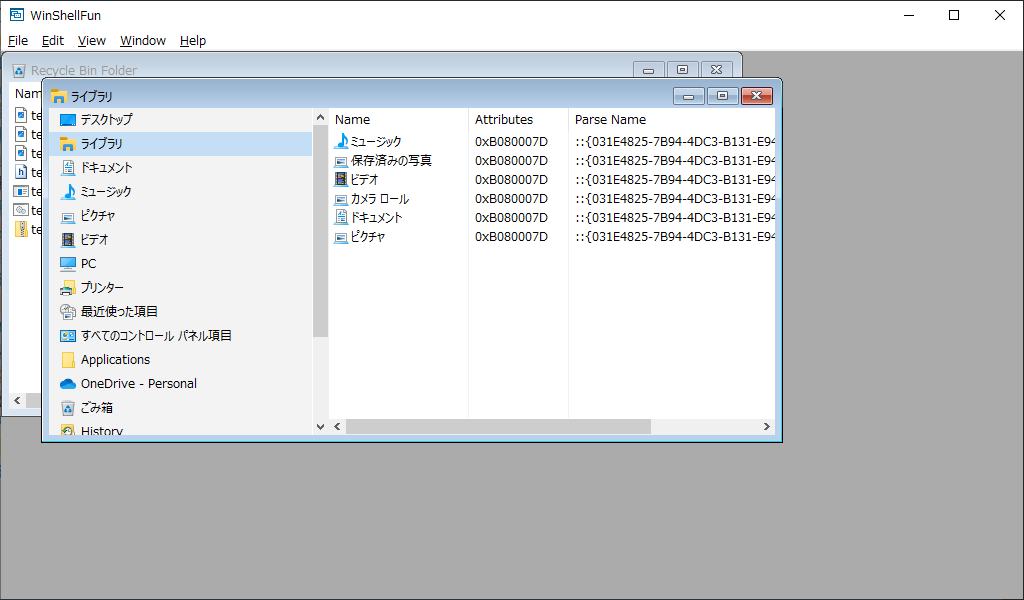 WinShellFun
File Edit View Window Help
Recycle Bin Folder
Nam
te
te
te
te
te
te
te
ライブラリ
デスクトップ
ライブラリ
ドキュメント
ミュージック
ピクチャ
ビデオ
PC
プリンター
最近使った項目
すべてのコントロール パネル項目
Applications
OneDrive - Personal
ごみ箱
History
Name Attributes Parse Name
ミュージック 0xB080007D ::{031E4825-7B94-4DC3-B131-E94
保存済みの写真 0xB080007D ::{031E4825-7B94-4DC3-B131-E94
ビデオ 0xB080007D ::{031E4825-7B94-4DC3-B131-E94
カメラ ロール 0xB080007D ::{031E4825-7B94-4DC3-B131-E94
ドキュメント 0xB080007D ::{031E4825-7B94-4DC3-B131-E94
ピクチャ 0xB080007D ::{031E4825-7B94-4DC3-B131-E94